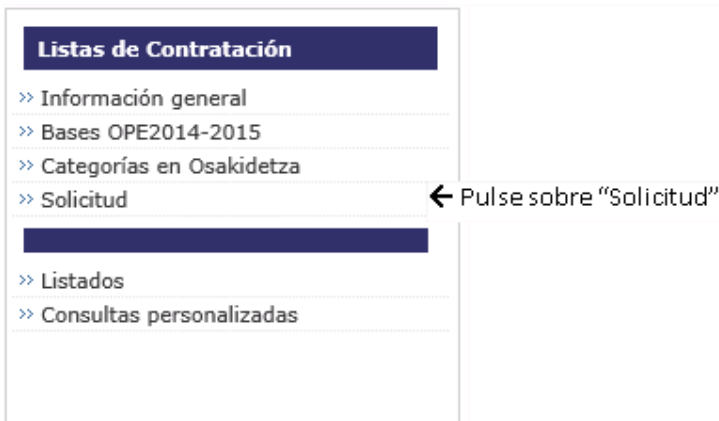 Listas de Contratación
» Información general
» Bases OPE2014-2015
» Categorías en Osakidetza
» Solicitud
← Pulse sobre “Solicitud”
» Listados
» Consultas personalizadas